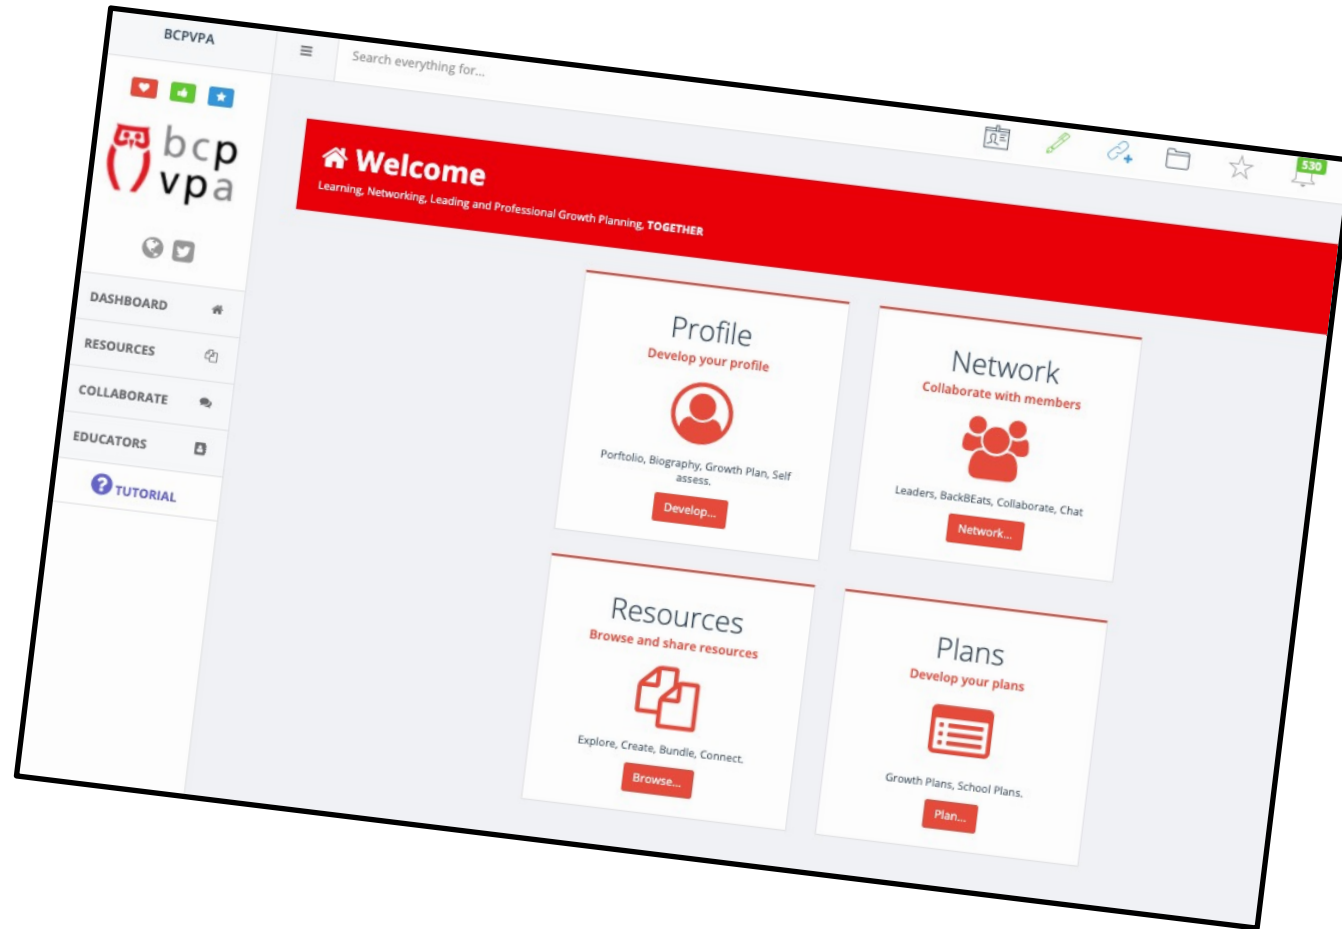 BCPVPA
Search everything for...
530
bcp
vpa
Welcome
Learning, Networking, Leading and Professional Growth Planning, TOGETHER
DASHBOARD
RESOURCES
COLLABORATE
EDUCATORS
? TUTORIAL
Profile
Develop your profile
Porftolio, Biography, Growth Plan, Self
assess.
Develop...
Network
Collaborate with members
Leaders, BackBEats, Collaborate, Chat
Network...
Resources
Browse and share resources
Explore, Create, Bundle, Connect.
Browse...
Plans
Develop your plans
Growth Plans, School Plans.
Plan...